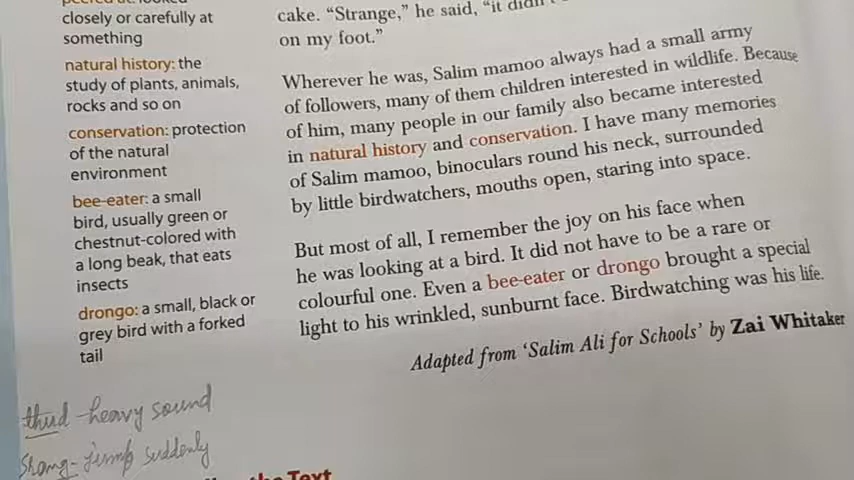 closely or carefully at
something
natural history: the
study of plants, animals,
rocks and so on
conservation: protection
of the natural
environment
bee-eater: a small
bird, usually green or
chestnut-colored with
a long beak, that eats
insects
drongo: a small, black or
grey bird with a forked
tail
thud - heavy sound
jump suddenly
cake. “Strange,” he said, “it
on my foot.”
Wherever he was, Salim mamoo always had a small army
of followers, many of them children interested in wildlife. Because
of him, many people in our family also became interested
in natural history and conservation. I have many memories
of Salim mamoo, binoculars round his neck, surrounded
by little birdwatchers, mouths open, staring into space.
But most of all, I remember the joy on his face when
he was looking at a bird. It did not have to be a rare or
colourful one. Even a bee-eater or drongo brought a special
light to his wrinkled, sunburnt face. Birdwatching was his life.
Adapted from ‘Salim Ali for Schools’ by Zai Whitaker
the Text